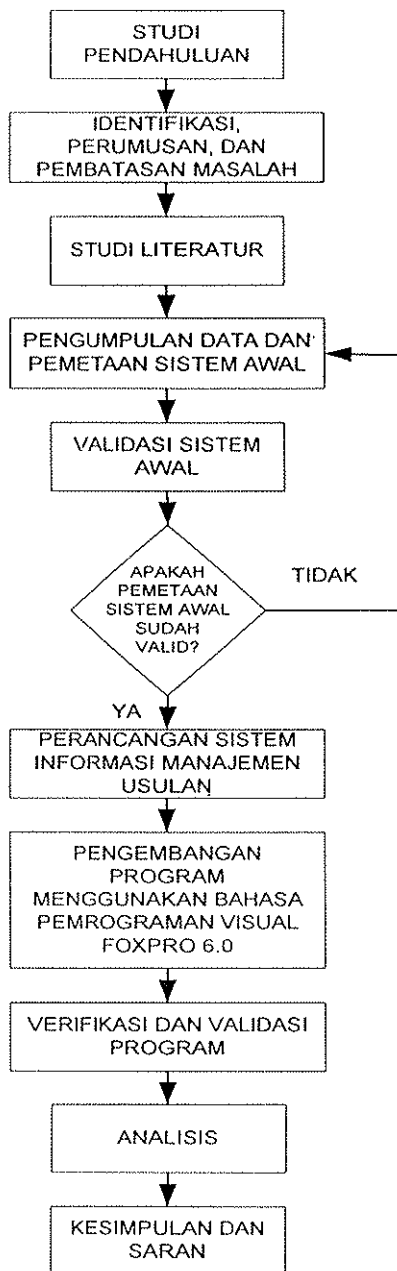 STUDI
PENDAHULUAN
IDENTIFIKASI,
PERUMUSAN, DAN
PEMBATASAN MASALAH
STUDI LITERATUR
PENGUMPULAN DATA DAN
PEMETAAN SISTEM AWAL
VALIDASI SISTEM
AWAL
APAKAH
PEMETAAN
SISTEM AWAL
SUDAH
VALID?
TIDAK
YA
PERANCANGAN SISTEM
INFORMASI MANAJEMEN
USULAN
PENGEMBANGAN
PROGRAM
MENGGUNAKAN BAHASA
PEMROGRAMAN VISUAL
FOXPRO 6.0
VERIFIKASI DAN VALIDASI
PROGRAM
ANALISIS
KESIMPULAN DAN
SARAN